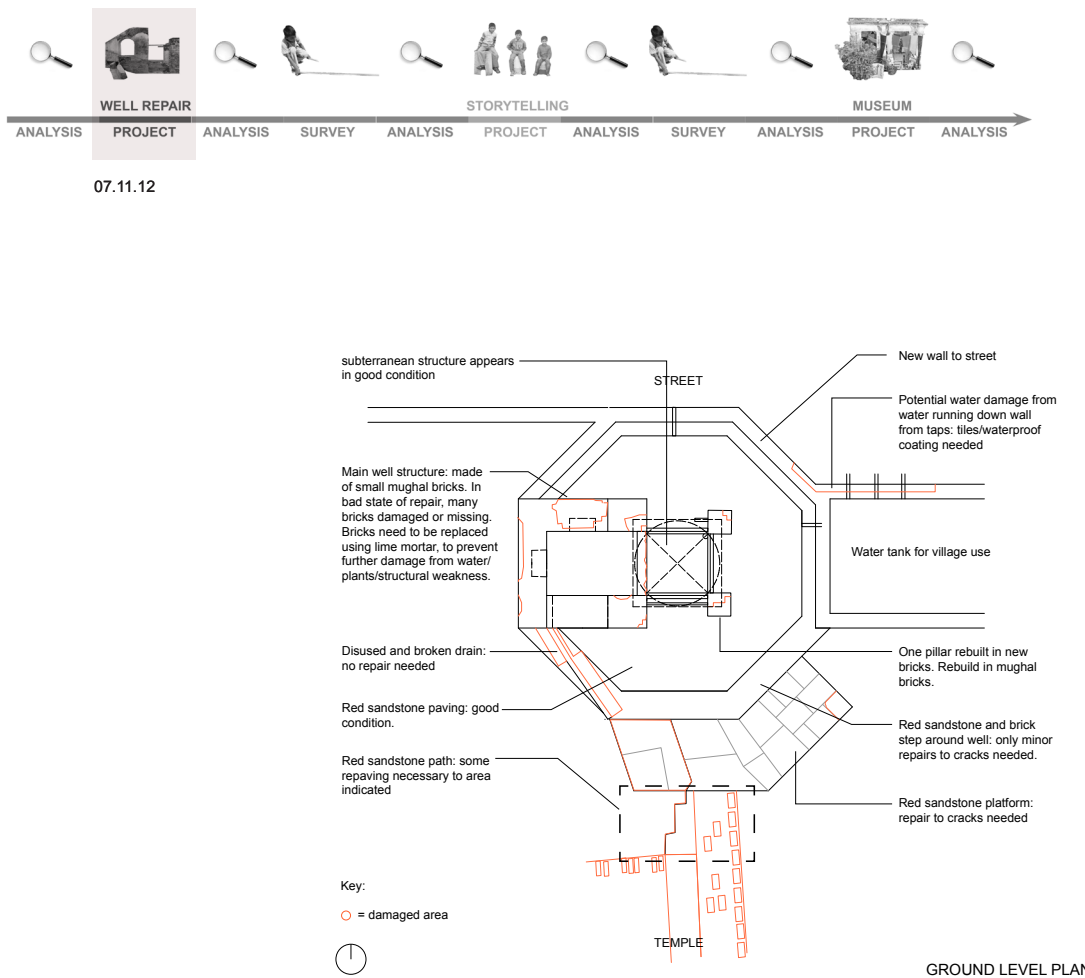 WELL REPAIR
STORYTELLING
MUSEUM
ANALYSIS
PROJECT
ANALYSIS
SURVEY
ANALYSIS
PROJECT
ANALYSIS
SURVEY
ANALYSIS
PROJECT
ANALYSIS
07.11.12
subterranean structure appears
in good condition
STREET
New wall to street
Potential water damage from
water running down wall
from taps: tiles/waterproof
coating needed
Main well structure: made
of small mughal bricks. In
bad state of repair, many
bricks damaged or missing.
Bricks need to be replaced
using lime mortar, to prevent
further damage from water/
plants/structural weakness.
Water tank for village use
Disused and broken drain:
no repair needed
One pillar rebuilt in new
bricks. Rebuild in mughal
bricks.
Red sandstone paving: good
condition.
Red sandstone and brick
step around well: only minor
repairs to cracks needed.
Red sandstone path: some
repaving necessary to area
indicated
Red sandstone platform:
repair to cracks needed
Key:
= damaged area
TEMPLE
GROUND LEVEL PLAN